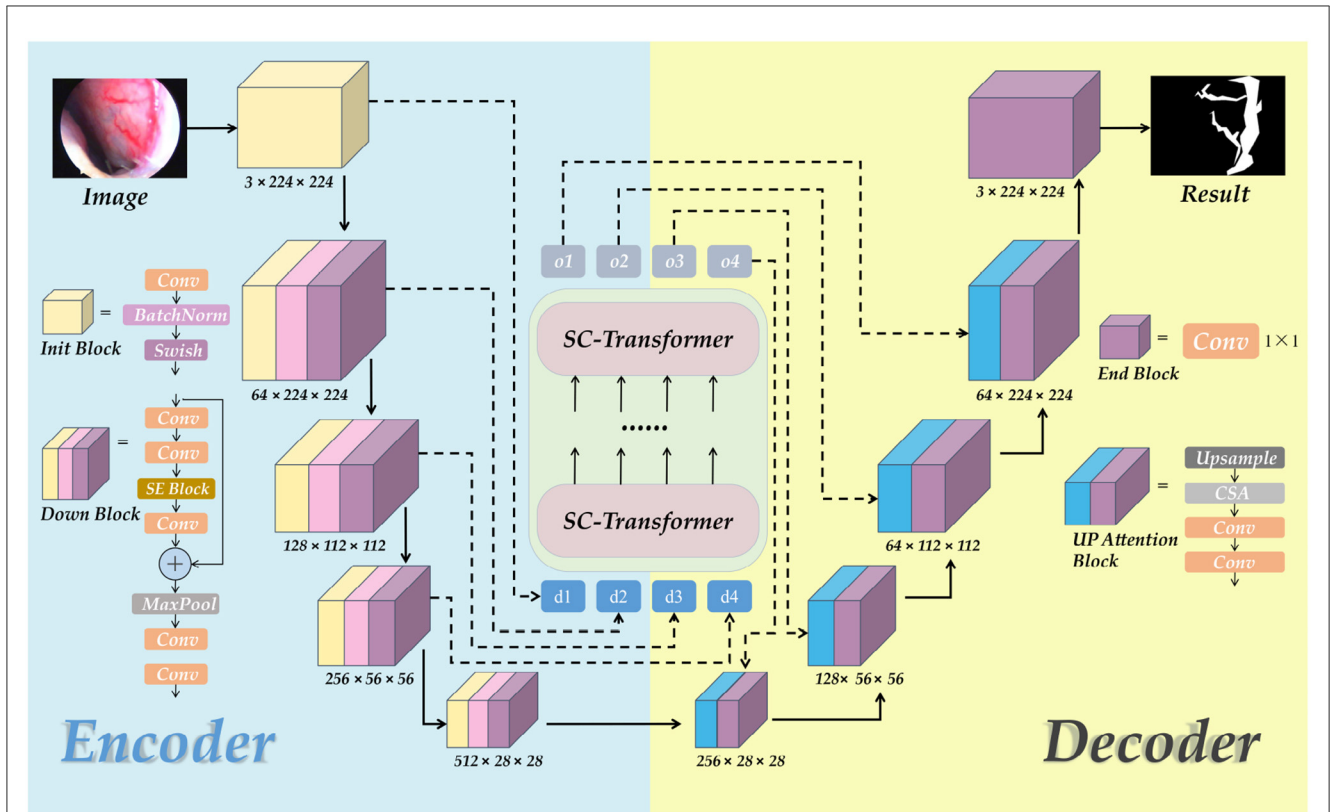 Image
3 × 224 × 224
64 × 224 × 224
128 × 112 × 112
256 × 56 × 56
512 × 28 × 28
Init Block
=
Conv
BatchNorm
Swish
Down Block
=
Conv
Conv
SE Block
Conv
+
MaxPool
Conv
Conv
Encoder
o1 o2 o3 o4
SC-Transformer
......
SC-Transformer
d1 d2 d3 d4
256 × 28 × 28
128× 56 × 56
64 × 112 × 112
64 × 224 × 224
3 × 224 × 224
Result
End Block
=
Conv 1×1
UP Attention
Block
=
Upsample
CSA
Conv
Conv
Decoder